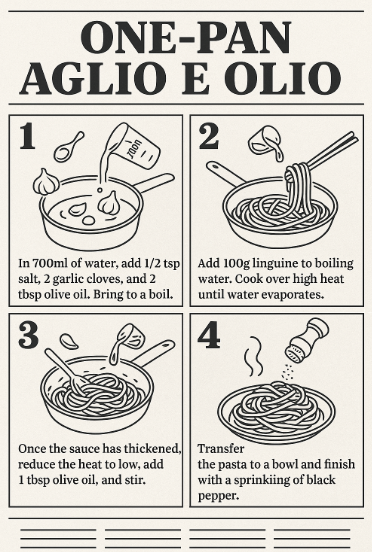 ONE-PAN
AGLIO E OLIO
1
In 700ml of water, add 1/2 tsp
salt, 2 garlic cloves, and 2
tbsp olive oil. Bring to a boil.
2
Add 100g linguine to boiling
water. Cook over high heat
until water evaporates.
3
Once the sauce has thickened,
reduce the heat to low, add
1 tbsp olive oil, and stir.
4
Transfer
the pasta to a bowl and finish
with a sprinkiing of black
pepper.